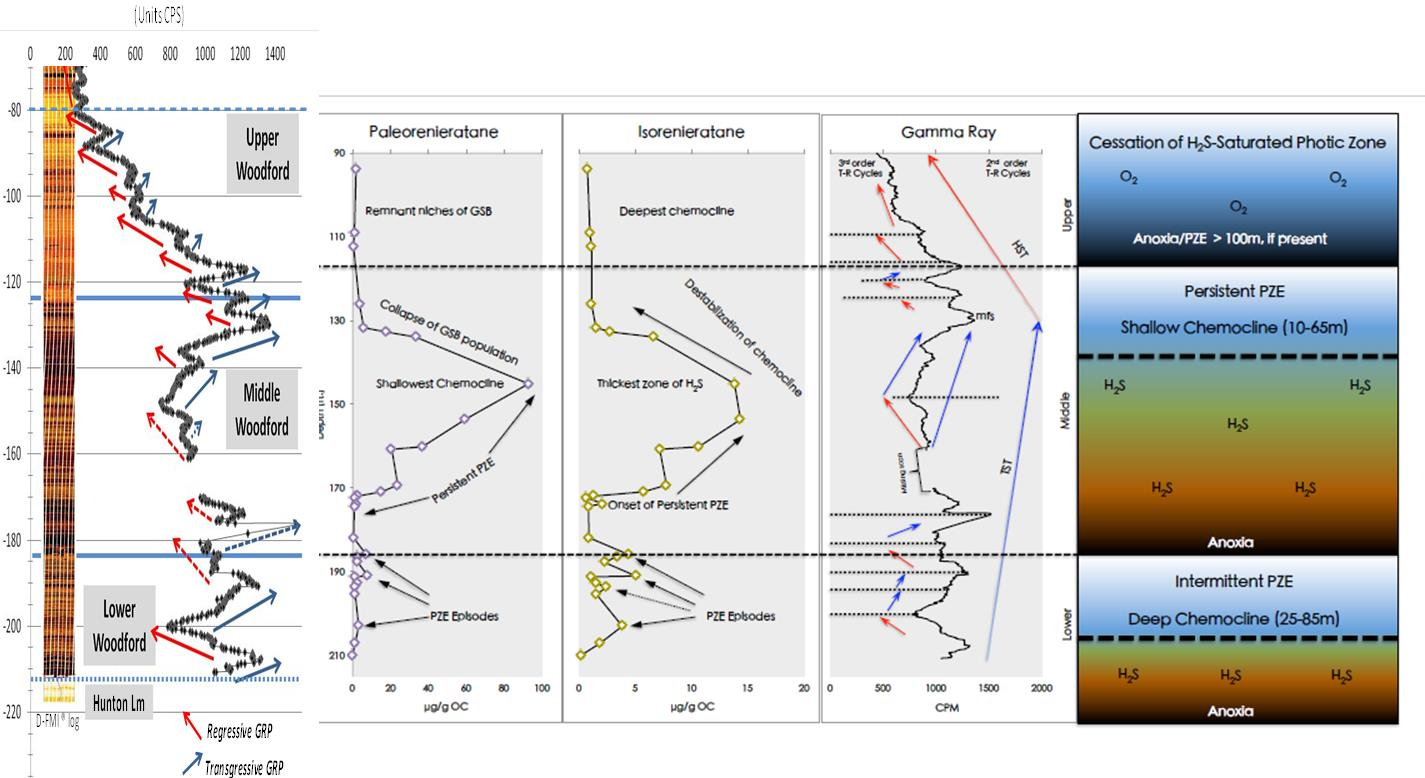 (Units CPS)
0 200 400 600 800 1000 1200 1400
-80
-100
-120
-140
-160
-180
-200
-220
Upper
Woodford
Middle
Woodford
Lower
Woodford
Hunton Lm
D-FMI ® log
Regressive GRP
Transgressive GRP
Paleorenieratane
90
110
130
150
170
190
210
Remnant niches of GSB
Collapse of GSB population
Shallowest Chemocline
Persistent PZE
PZE Episodes
0 20 40 60 80 100
µg/g OC
Isorenieratane
Deepest chemocline
Destabilization of chemocline
Thickest zone of H2S
Onset of Persistent PZE
PZE Episodes
0 5 10 15 20
µg/g OC
Gamma Ray
3rd order
T-R Cycles
2nd order
T-R Cycles
HST
mfs
TST
Missing section
0 500 1000 1500 2000
CPM
Upper
Middle
Lower
Cessation of H2S-Saturated Photic Zone
O2 O2
O2
Anoxia/PZE > 100m, if present
Persistent PZE
Shallow Chemocline (10-65m)
H2S H2S
H2S
H2S H2S
Anoxia
Intermittent PZE
Deep Chemocline (25-85m)
H2S H2S H2S
Anoxia